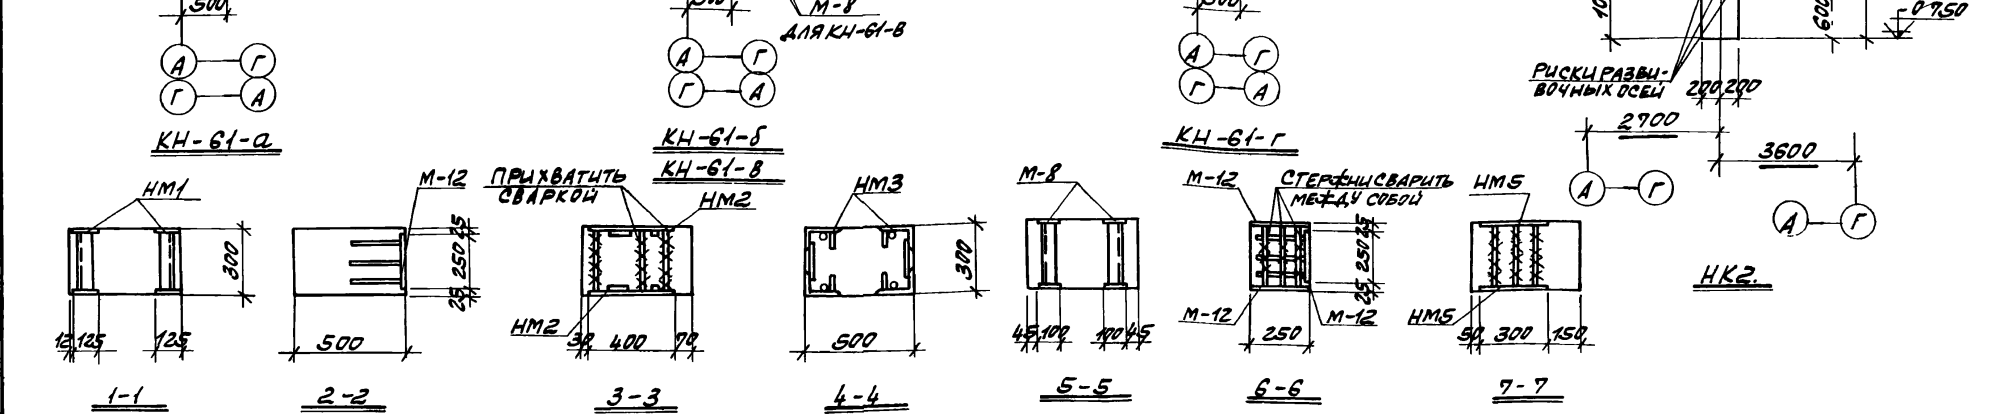 500
А Г
Г А
КН-61-а
М-8
ДЛЯ КН-61-В
А Г
Г А
КН-61-б
КН-61-В
А Г
Г А
КН-61-г
600
-0.750
РИСКИ РАЗБИ-
ВОЧНЫХ ОСЕЙ
200 200
2700
3600
А Г
А Г
НК2.
НМ1
300
12 125 125
1-1
М-12
25 250 25
500
2-2
ПРИХВАТИТЬ
СВАРКОЙ
НМ2
НМ2
30 400 70
3-3
НМ3
300
500
4-4
М-8
45 100 100 45
5-5
М-12
СТЕРЖНИ СВАРИТЬ
МЕЖДУ СОБОЙ
25 250 25
М-12
М-12
250
6-6
НМ5
НМ5
50 300 150
7-7